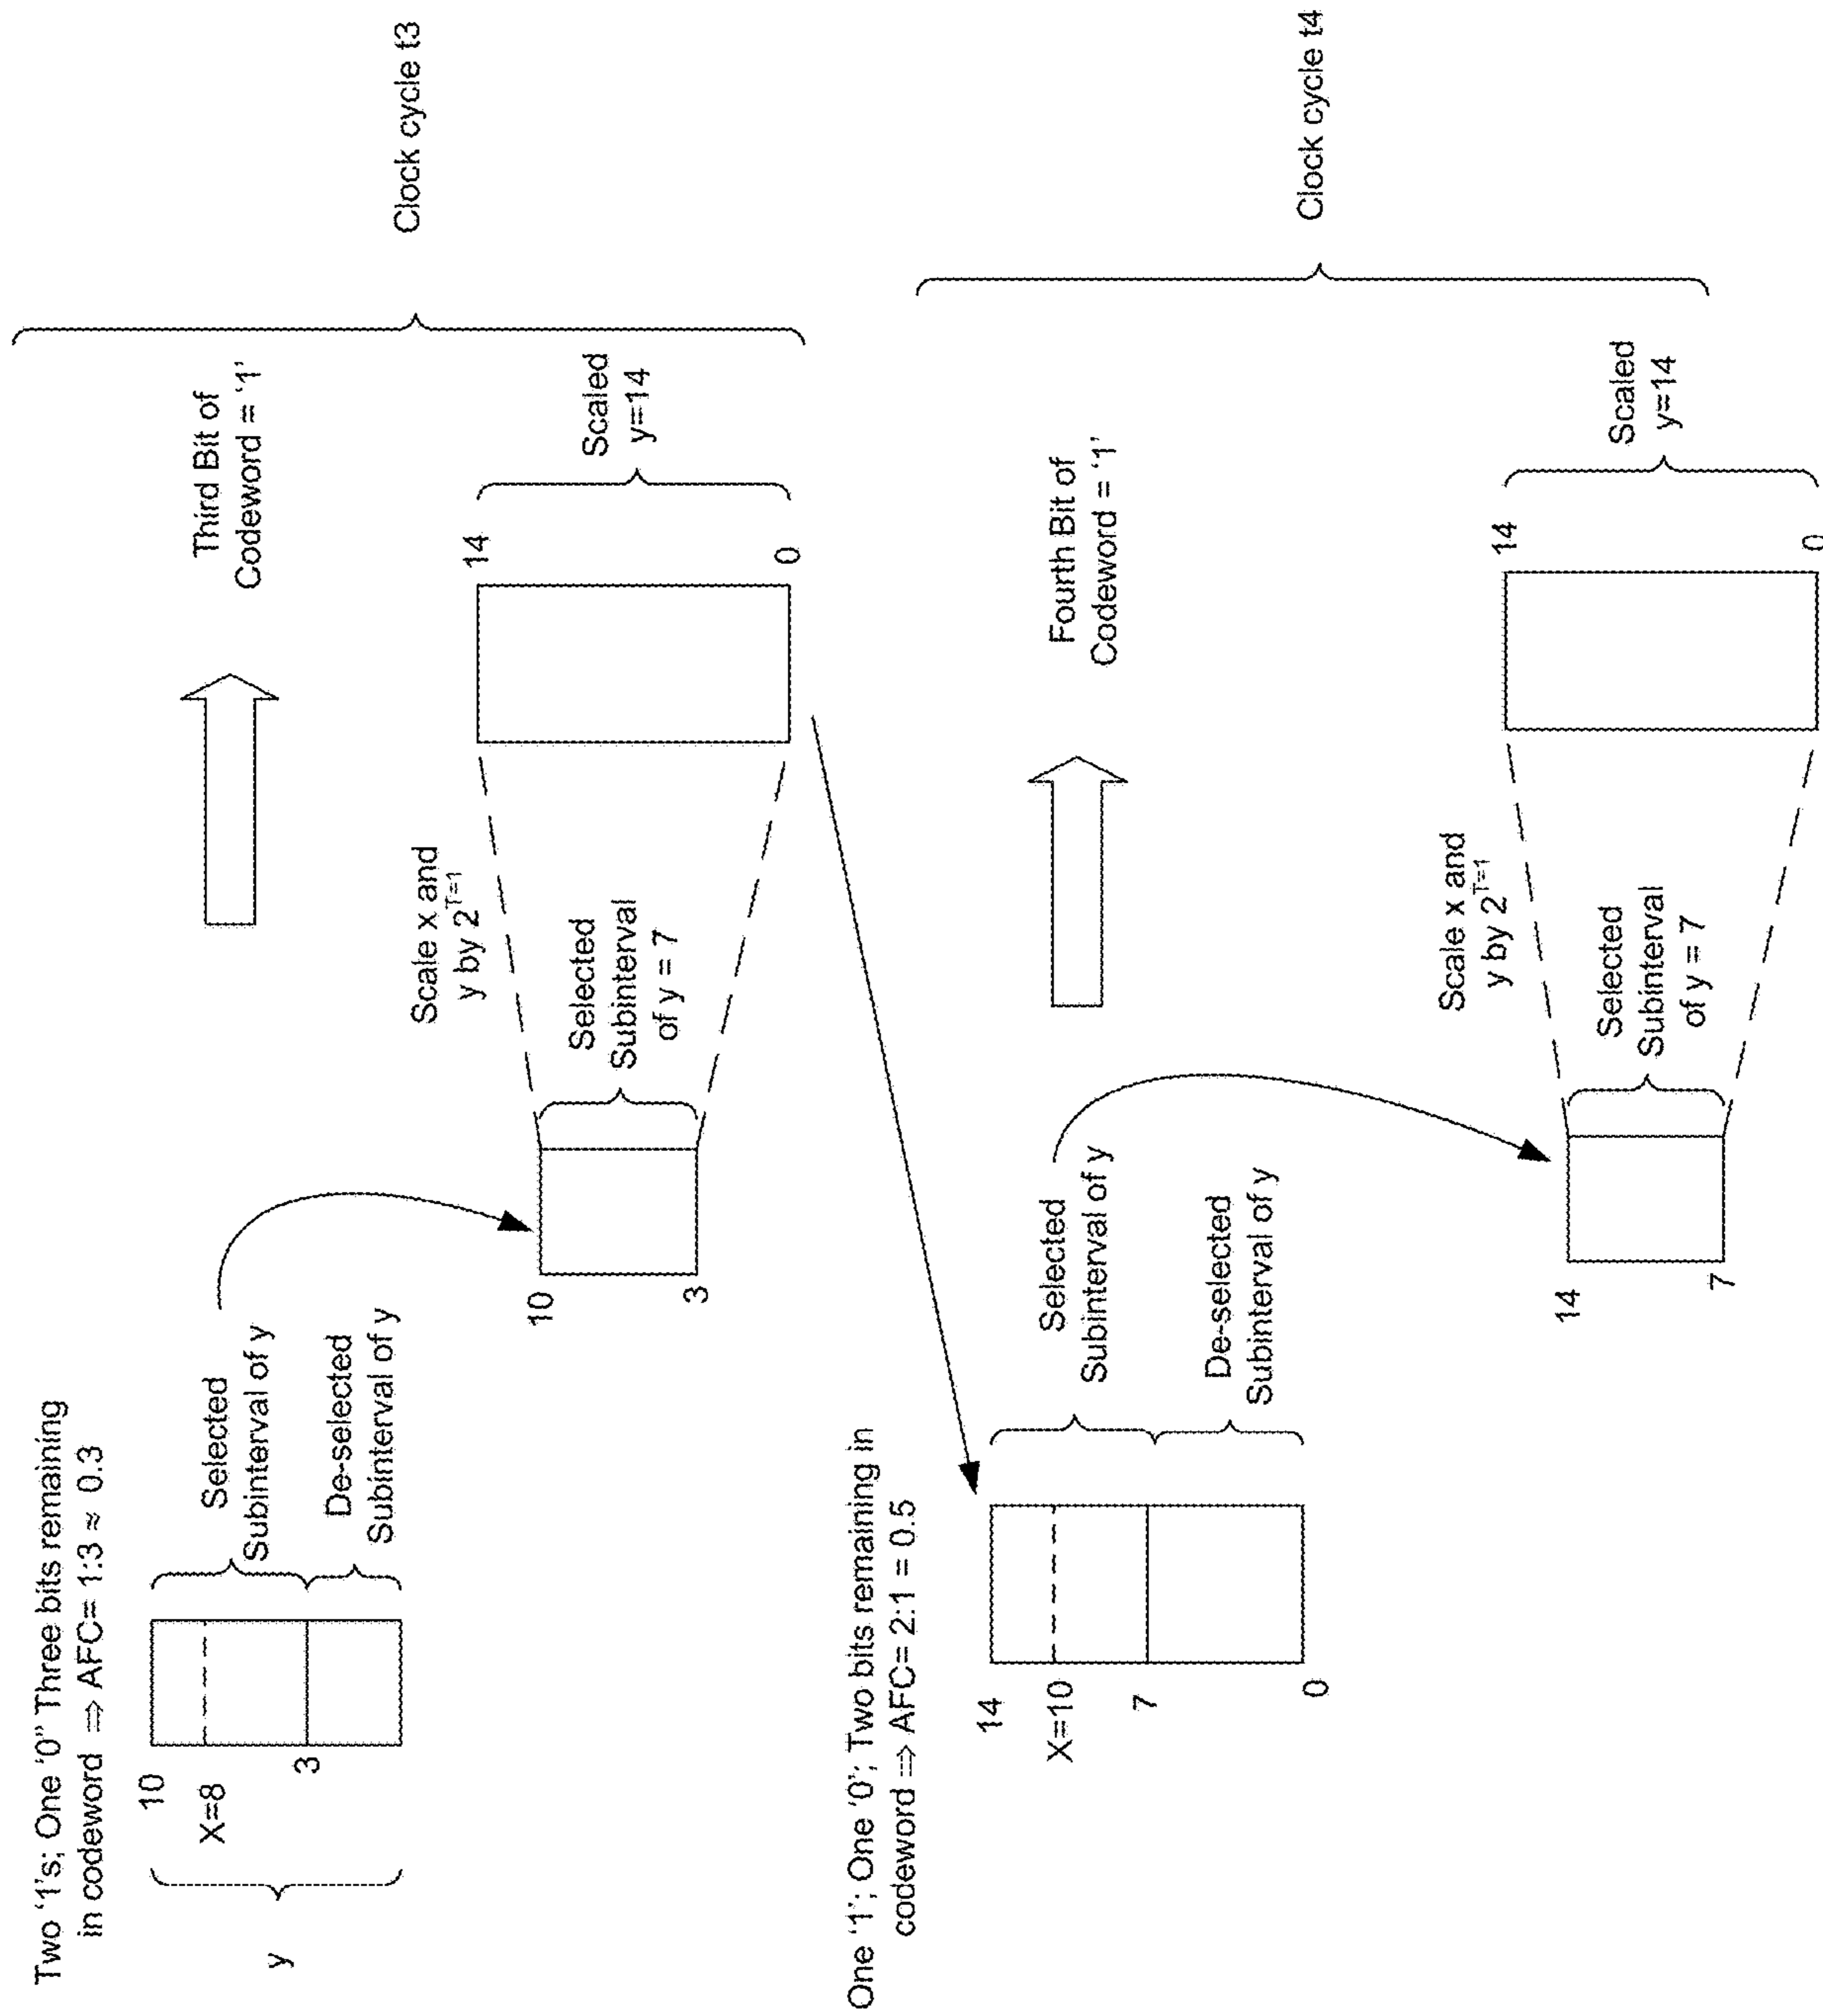 Two ‘1’s; One ‘0” Three bits remaining
in codeword ⇒ AFC= 1:3 ≈ 0.3
y
10
X=8
3
Selected
Subinterval of y
De-selected
Subinterval of y
10
3
Selected
Subinterval
of y = 7
Scale x and
y by 2^T=1
14
0
Scaled
y=14
Third Bit of
Codeword = ‘1’
Clock cycle t3
One ‘1’; One ‘0’; Two bits remaining in
codeword ⇒ AFC= 2:1 = 0.5
14
X=10
7
0
Selected
Subinterval of y
De-selected
Subinterval of y
14
7
Selected
Subinterval
of y = 7
Scale x and
y by 2^T=1
14
0
Scaled
y=14
Fourth Bit of
Codeword = ‘1’
Clock cycle t4